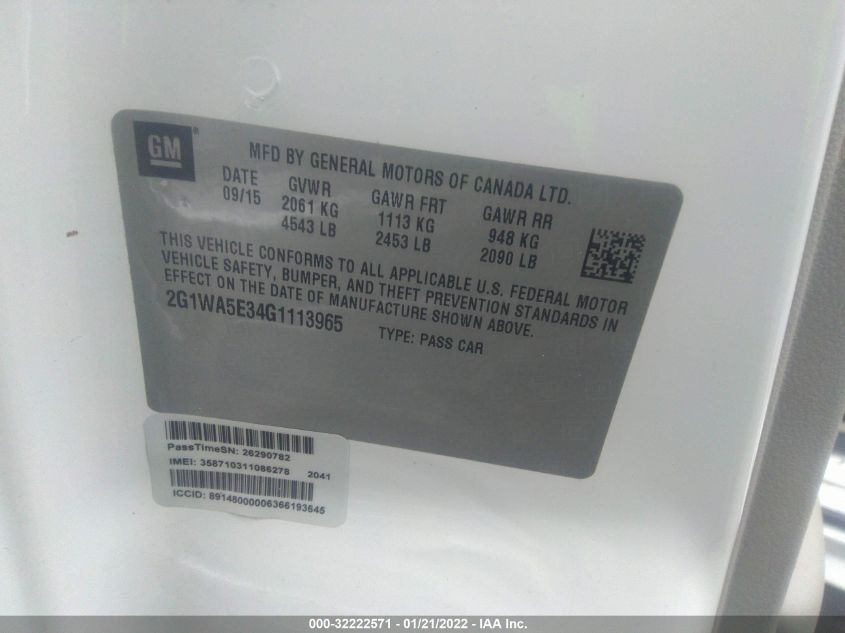 GM®
MFD BY GENERAL MOTORS OF CANADA LTD.
DATE GVWR GAWR FRT GAWR RR
09/15 2061 KG 1113 KG 948 KG
4543 LB 2453 LB 2090 LB
THIS VEHICLE CONFORMS TO ALL APPLICABLE U.S. FEDERAL MOTOR
VEHICLE SAFETY, BUMPER, AND THEFT PREVENTION STANDARDS IN
EFFECT ON THE DATE OF MANUFACTURE SHOWN ABOVE.
2G1WA5E34G1113965 TYPE: PASS CAR
PassTimeSN: 26290782
IMEI: 358710311086278 2041
ICCID: 89148000006366193645
000-32222571 - 01/21/2022 - IAA Inc.